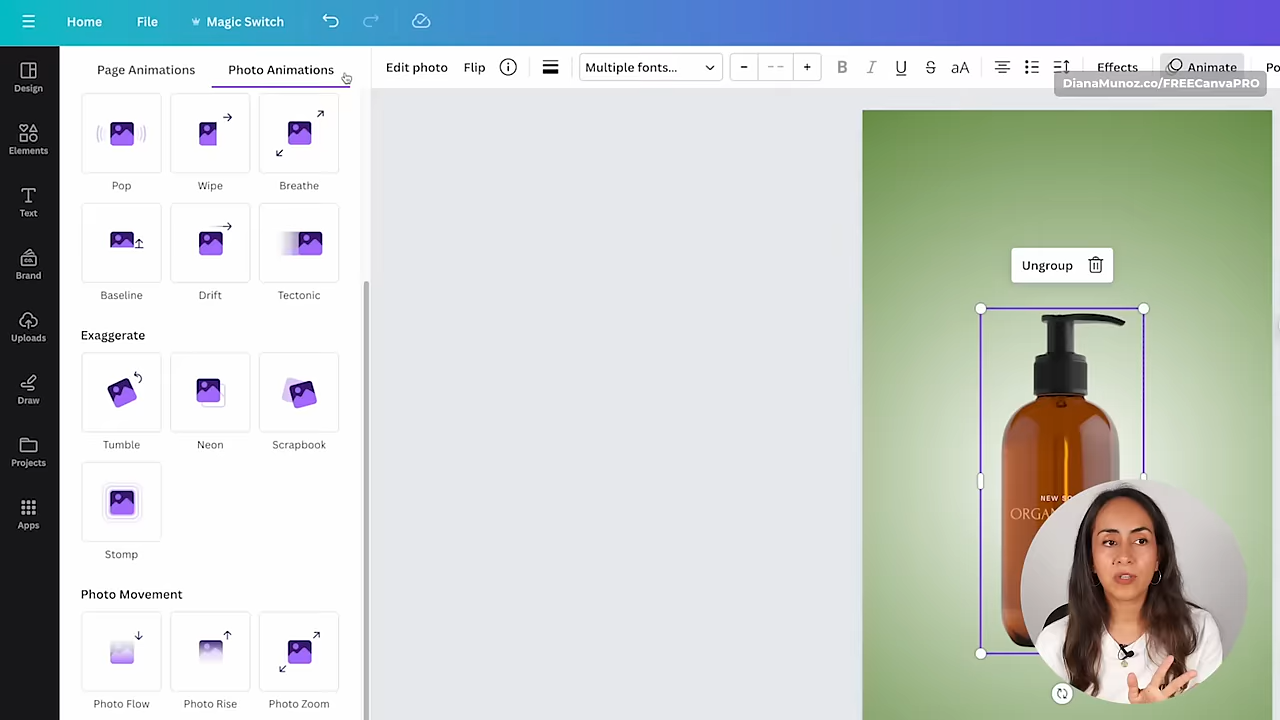 Home File Magic Switch
Design
Elements
Text
Brand
Uploads
Draw
Projects
Apps
Page Animations Photo Animations
Pop Wipe Breathe
Baseline Drift Tectonic
Exaggerate
Tumble Neon Scrapbook
Stomp
Photo Movement
Photo Flow Photo Rise Photo Zoom
Edit photo Flip Multiple fonts... - -- + B I U S aA Effects Animate Po
DianaMunoz.co/FREECanvaPRO
Ungroup
NEW